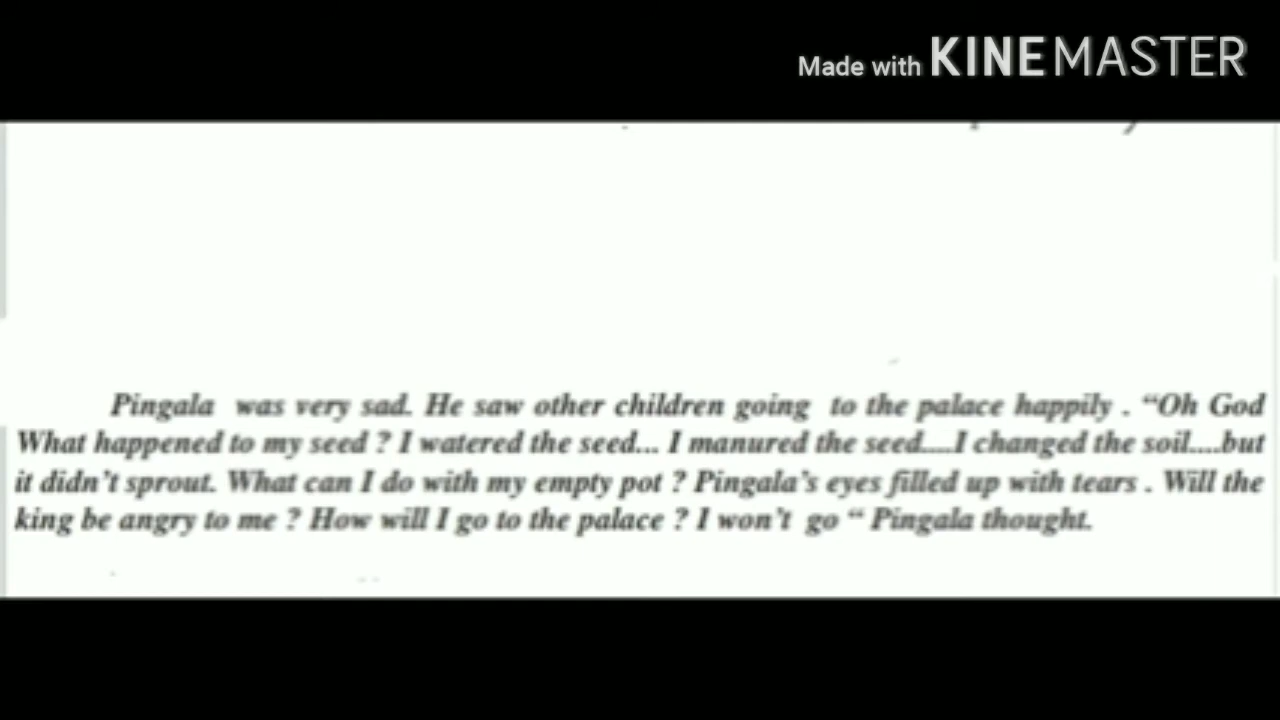 Made with KINEMASTER
Pingala was very sad. He saw other children going to the palace happily . “Oh God
What happened to my seed ? I watered the seed... I manured the seed....I changed the soil....but
it didn’t sprout. What can I do with my empty pot ? Pingala’s eyes filled up with tears . Will the
king be angry to me ? How will I go to the palace ? I won’t go “ Pingala thought.